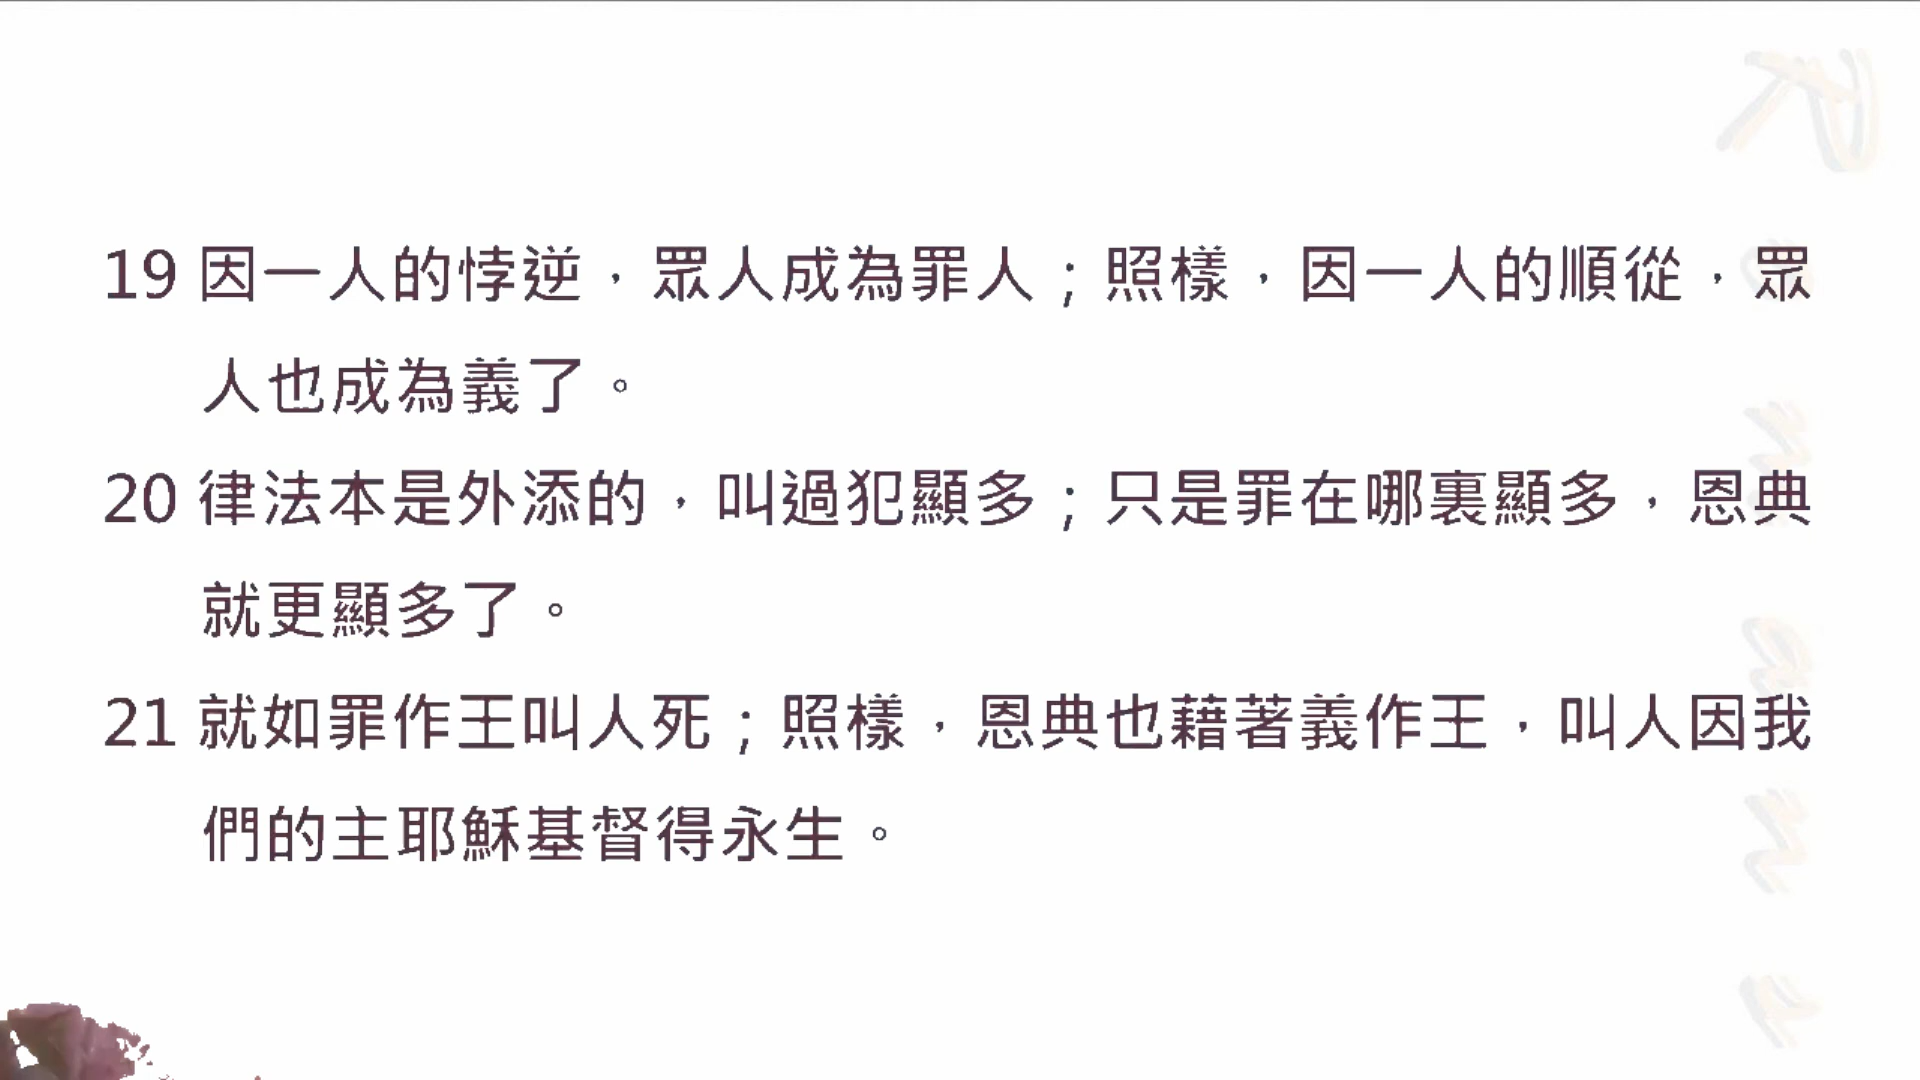 19 因一人的悖逆，眾人成為罪人；照樣，因一人的順從，眾
人也成為義了。
20 律法本是外添的，叫過犯顯多；只是罪在哪裏顯多，恩典
就更顯多了。
21 就如罪作王叫人死；照樣，恩典也藉著義作王，叫人因我
們的主耶穌基督得永生。